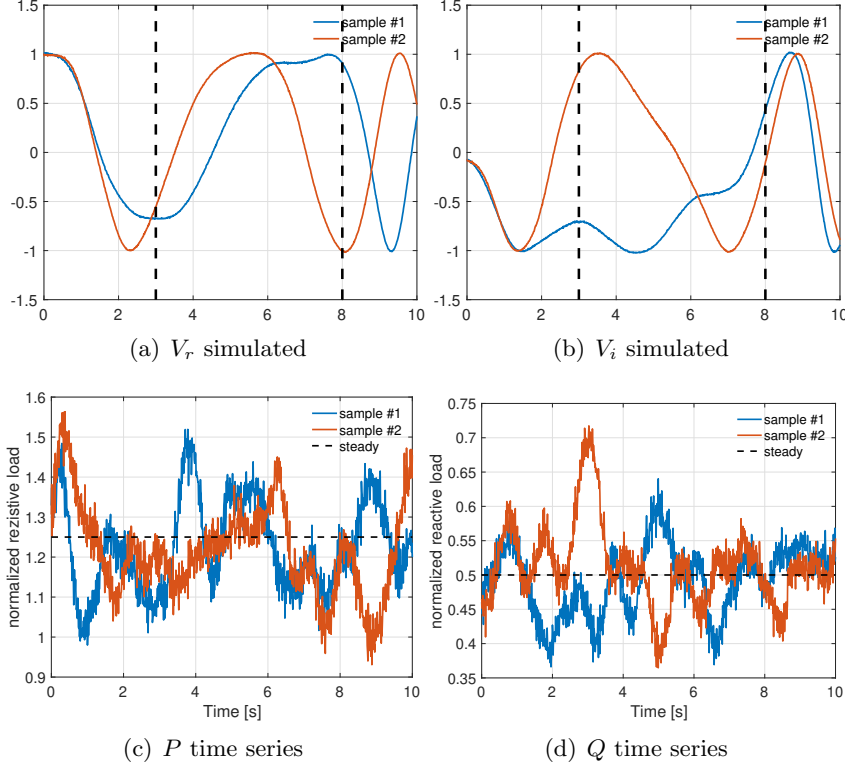 1.5
1
0.5
0
-0.5
-1
-1.5
0 2 4 6 8 10
sample #1
sample #2
(a) V_r simulated
1.5
1
0.5
0
-0.5
-1
-1.5
0 2 4 6 8 10
sample #1
sample #2
(b) V_i simulated
normalized rezistive load
1.6
1.5
1.4
1.3
1.2
1.1
1
0.9
0 2 4 6 8 10
Time [s]
sample #1
sample #2
steady
(c) P time series
normalized reactive load
0.75
0.7
0.65
0.6
0.55
0.5
0.45
0.4
0.35
0 2 4 6 8 10
Time [s]
sample #1
sample #2
steady
(d) Q time series